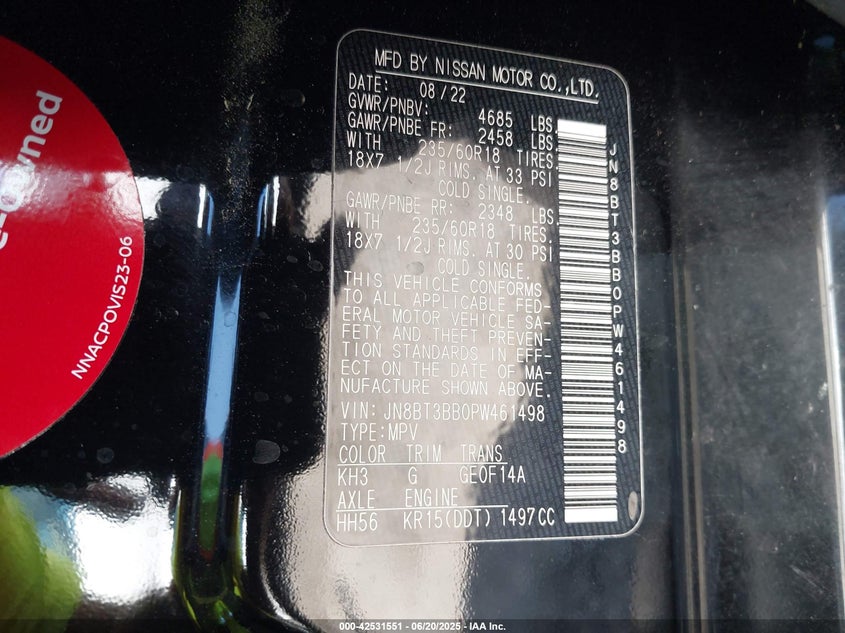 e-owned
NNACPOVIS23-06
MFD BY NISSAN MOTOR CO.,LTD.
DATE: 08/22
GVWR/PNBV: 4685 LBS.
GAWR/PNBE FR: 2458 LBS.
WITH 235/60R18 TIRES
18X7 1/2J RIMS, AT 33 PSI
COLD SINGLE.
GAWR/PNBE RR: 2348 LBS.
WITH 235/60R18 TIRES,
18X7 1/2J RIMS, AT 30 PSI
COLD SINGLE.
THIS VEHICLE CONFORMS
TO ALL APPLICABLE FED-
ERAL MOTOR VEHICLE SA-
FETY AND THEFT PREVEN-
TION STANDARDS IN EFF-
ECT ON THE DATE OF MA-
NUFACTURE SHOWN ABOVE.
VIN: JN8BT3BB0PW461498
TYPE:MPV
COLOR TRIM TRANS
KH3 G GE0F14A
AXLE ENGINE
HH56 KR15(DDT) 1497CC
JN8BT3BB0PW461498
000-42531551 - 06/20/2025 - IAA Inc.